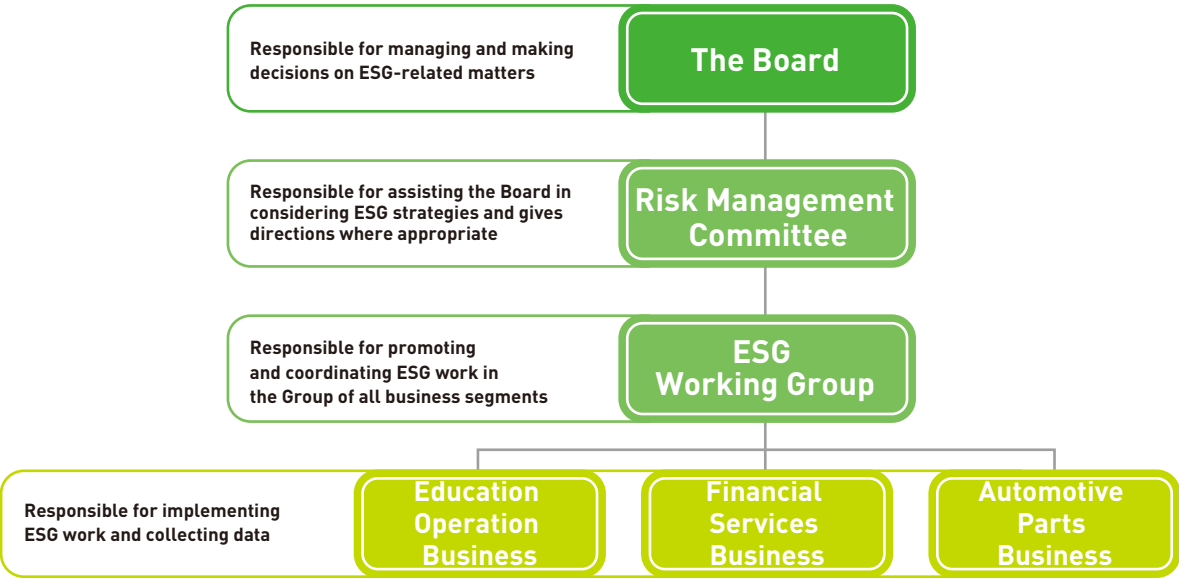 Responsible for managing and making
decisions on ESG-related matters
The Board
Responsible for assisting the Board in
considering ESG strategies and gives
directions where appropriate
Risk Management
Committee
Responsible for promoting
and coordinating ESG work in
the Group of all business segments
ESG
Working Group
Responsible for implementing
ESG work and collecting data
Education
Operation
Business
Financial
Services
Business
Automotive
Parts
Business